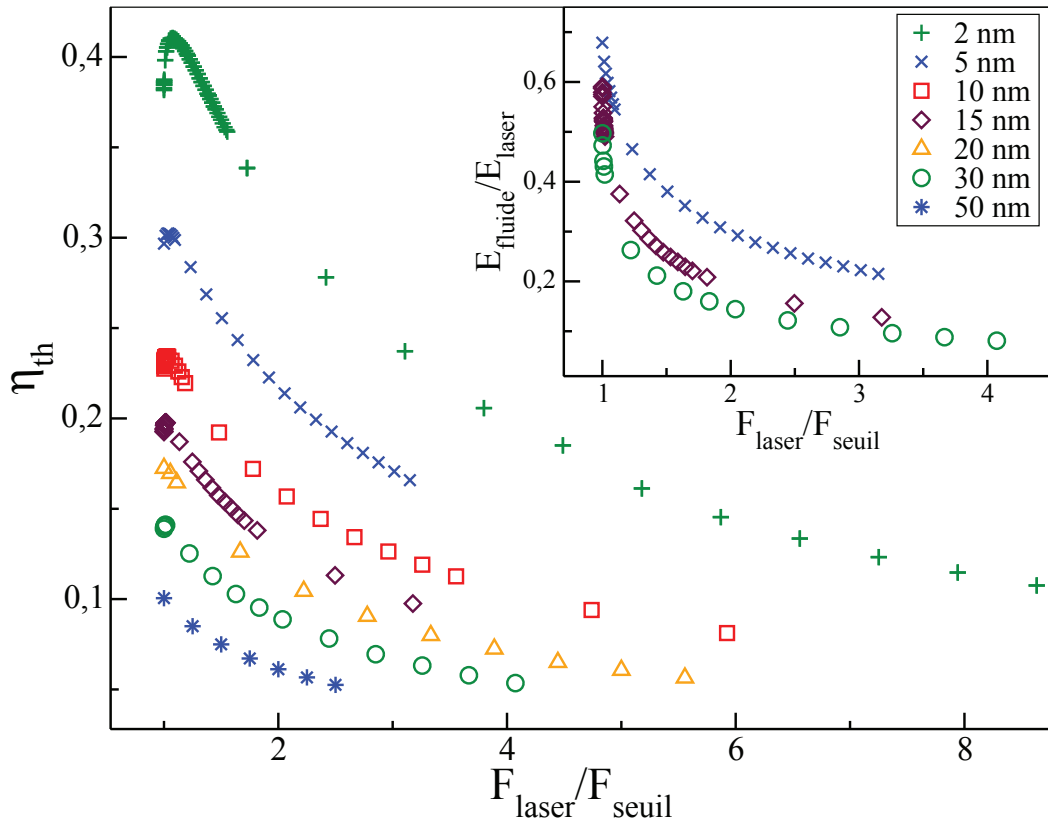 0,4
0,3
0,2
0,1
η_th
2
4
6
8
F_laser/F_seuil
0,6
0,4
0,2
E_fluide/E_laser
1
2
3
4
F_laser/F_seuil
2 nm
5 nm
10 nm
15 nm
20 nm
30 nm
50 nm